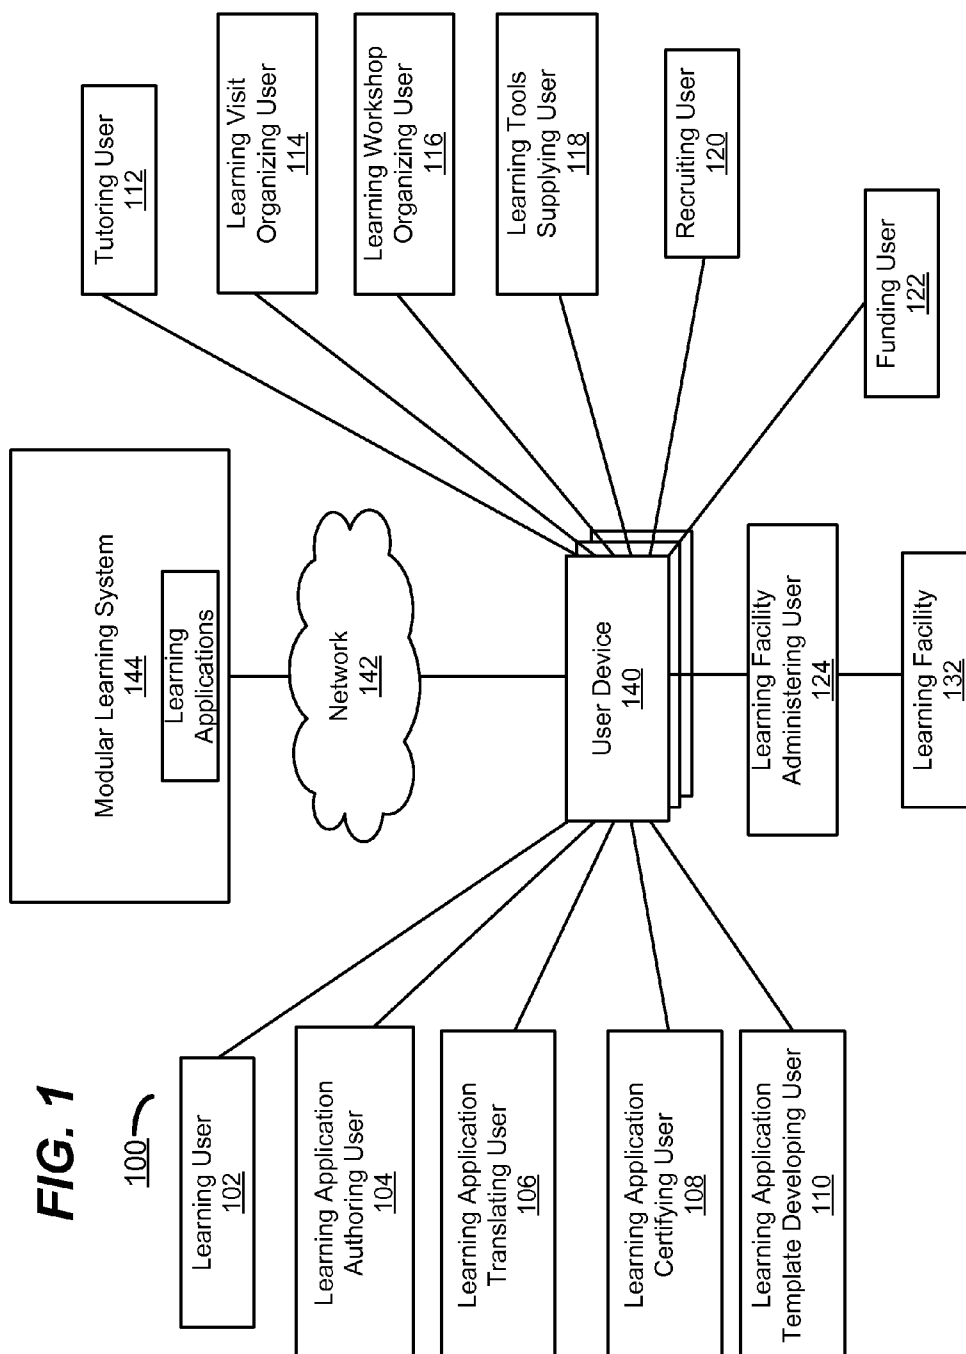 FIG. 1
100
Modular Learning System
144
Learning
Applications
Network
142
User Device
140
Learning User
102
Learning Application
Authoring User
104
Learning Application
Translating User
106
Learning Application
Certifying User
108
Learning Application
Template Developing User
110
Tutoring User
112
Learning Visit
Organizing User
114
Learning Workshop
Organizing User
116
Learning Tools
Supplying User
118
Recruiting User
120
Funding User
122
Learning Facility
Administering User
124
Learning Facility
132